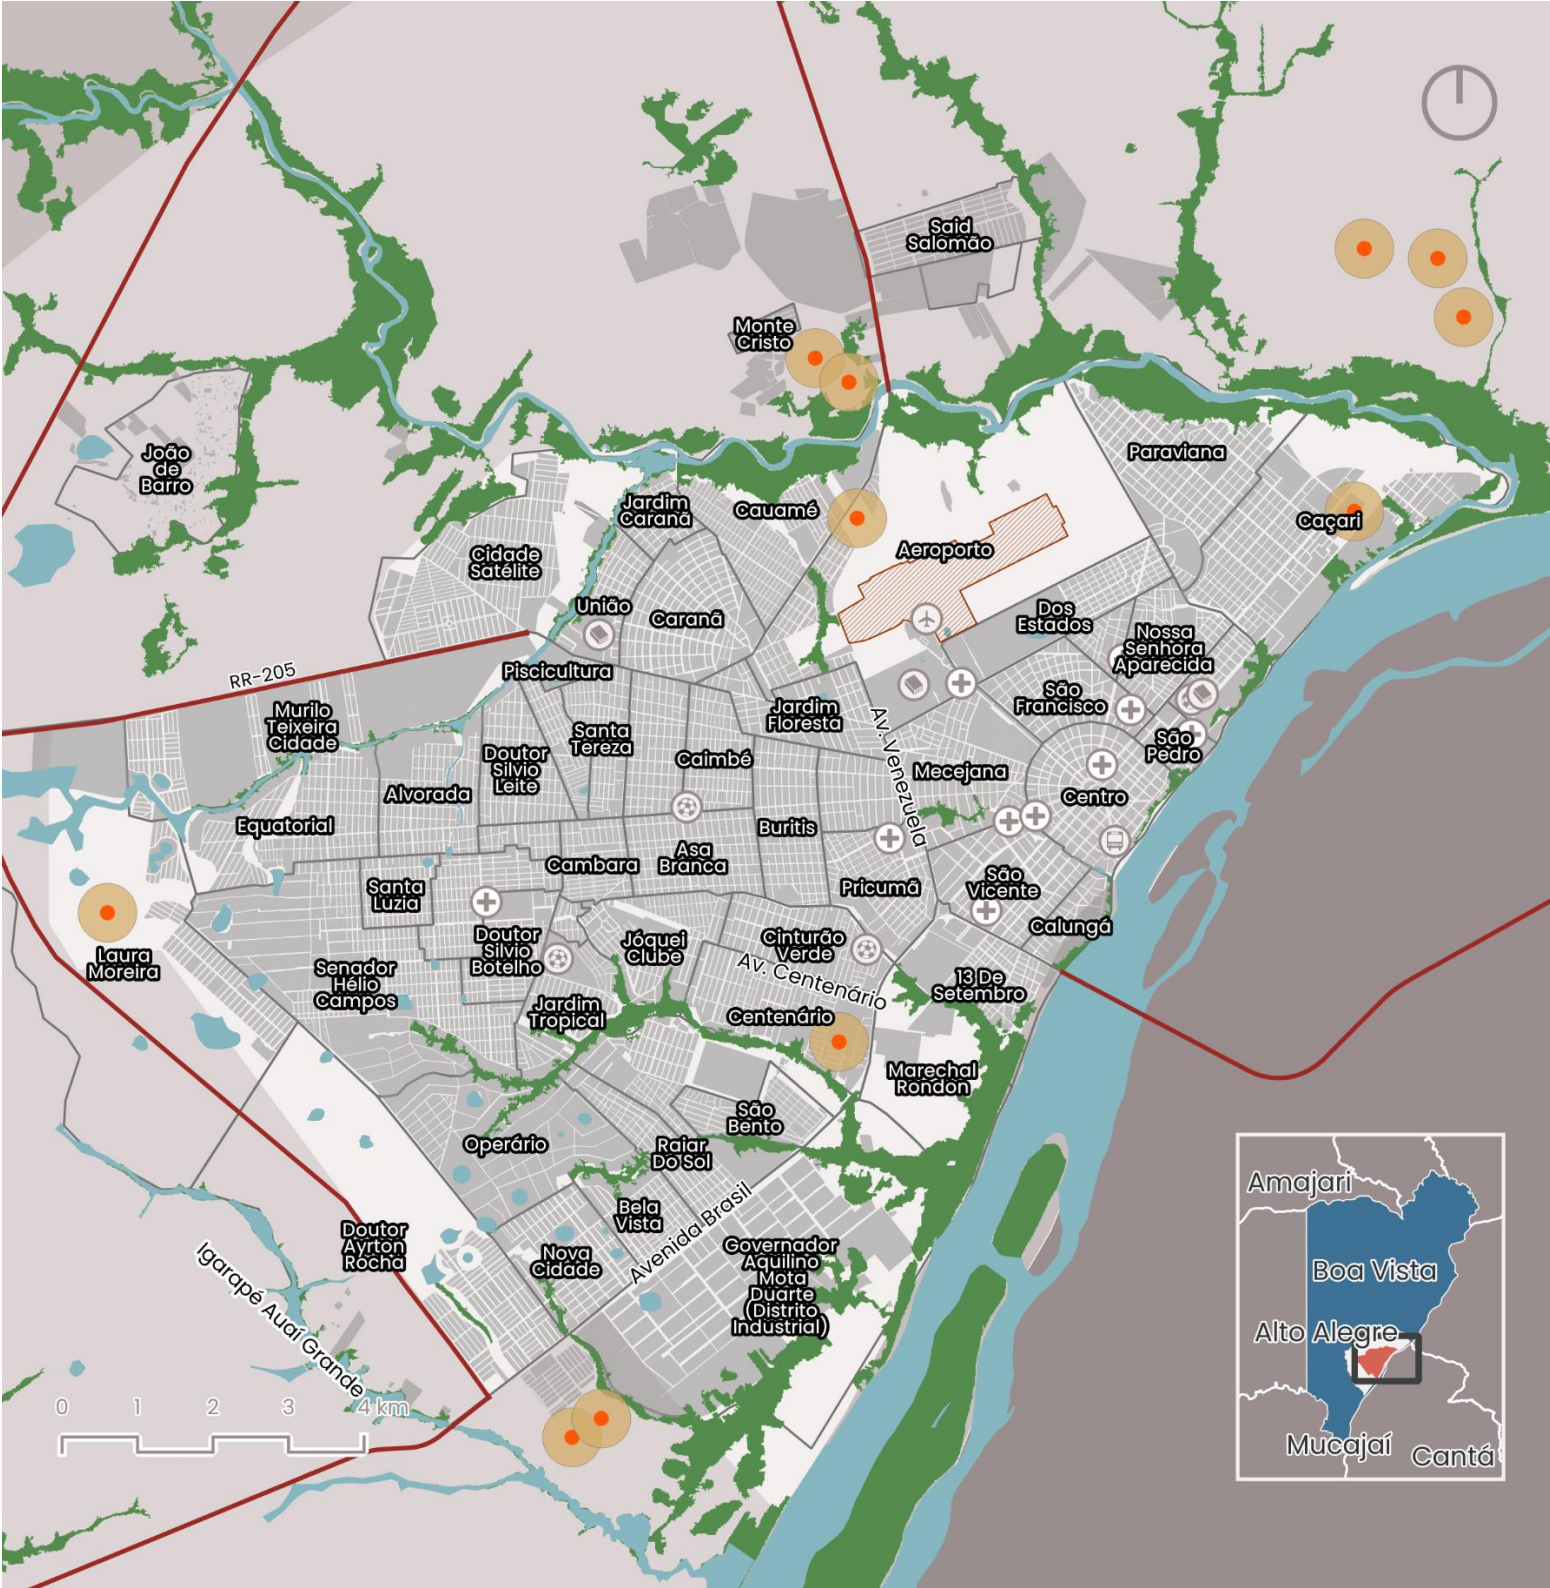 Said
Salomão
Monte
Cristo
João
de
Barro
Paraviana
Jardim
Caranã
Cauamé
Caçari
Aeroporto
Cidade
Satélite
União
Caranã
Dos
Estados
Nossa
Senhora
Aparecida
RR-205
Piscicultura
São
Francisco
Murilo
Teixeira
Cidade
Jardim
Floresta
Santa
Tereza
Av. Venezuela
São
Pedro
Doutor
Silvio
Leite
Caimbé
Mecejana
Alvorada
Centro
Equatorial
Buritis
Cambara
Asa
Branca
Santa
Luzia
Pricumã
São
Vicente
Calungá
Laura
Moreira
Doutor
Silvio
Botelho
Jóquei
Clube
Cinturão
Verde
Av. Centenário
Senador
Hélio
Campos
13 De
Setembro
Jardim
Tropical
Centenário
Marechal
Rondon
São
Bento
Operário
Raiar
Do Sol
Bela
Vista
Avenida Brasil
Doutor
Ayrton
Rocha
Nova
Cidade
Governador
Aquilino
Mota
Duarte
(Distrito
Industrial)
Igarapé Auaí Grande
0 1 2 3 4 km
Amajari
Boa Vista
Alto Alegre
Mucajaí
Cantá